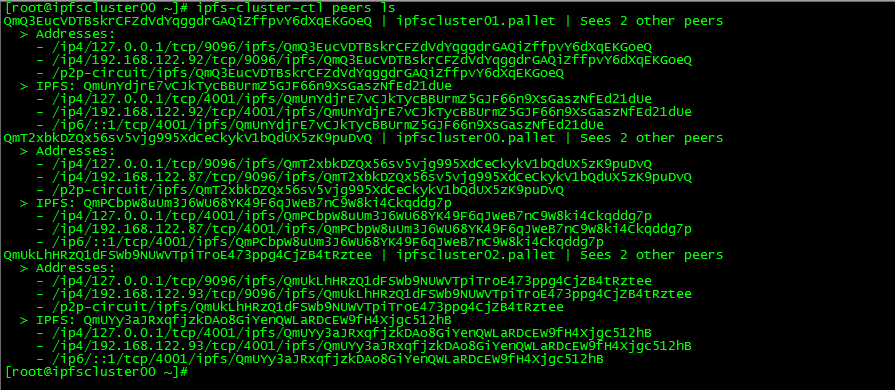 [root@ipfscluster00 ~]# ipfs-cluster-ctl peers ls
QmQ3EucVDTBskrCFZdVdYqggdrGAQiZffpvY6dXqEKGoeQ | ipfscluster01.pallet | Sees 2 other peers
  > Addresses:
    - /ip4/127.0.0.1/tcp/9096/ipfs/QmQ3EucVDTBskrCFZdVdYqggdrGAQiZffpvY6dXqEKGoeQ
    - /ip4/192.168.122.92/tcp/9096/ipfs/QmQ3EucVDTBskrCFZdVdYqggdrGAQiZffpvY6dXqEKGoeQ
    - /p2p-circuit/ipfs/QmQ3EucVDTBskrCFZdVdYqggdrGAQiZffpvY6dXqEKGoeQ
  > IPFS: QmUnYdjrE7vCJkTycBBUrmZ5GJF66n9XsGaszNfEd21dUe
    - /ip4/127.0.0.1/tcp/4001/ipfs/QmUnYdjrE7vCJkTycBBUrmZ5GJF66n9XsGaszNfEd21dUe
    - /ip4/192.168.122.92/tcp/4001/ipfs/QmUnYdjrE7vCJkTycBBUrmZ5GJF66n9XsGaszNfEd21dUe
    - /ip6/::1/tcp/4001/ipfs/QmUnYdjrE7vCJkTycBBUrmZ5GJF66n9XsGaszNfEd21dUe
QmT2xbkDZQx56sv5vjg995XdCeCkykV1bQdUX5zK9puDvQ | ipfscluster00.pallet | Sees 2 other peers
  > Addresses:
    - /ip4/127.0.0.1/tcp/9096/ipfs/QmT2xbkDZQx56sv5vjg995XdCeCkykV1bQdUX5zK9puDvQ
    - /ip4/192.168.122.87/tcp/9096/ipfs/QmT2xbkDZQx56sv5vjg995XdCeCkykV1bQdUX5zK9puDvQ
    - /p2p-circuit/ipfs/QmT2xbkDZQx56sv5vjg995XdCeCkykV1bQdUX5zK9puDvQ
  > IPFS: QmPCbpW8uUm3J6WU68YK49F6qJWeB7nC9W8ki4Ckqddg7p
    - /ip4/127.0.0.1/tcp/4001/ipfs/QmPCbpW8uUm3J6WU68YK49F6qJWeB7nC9W8ki4Ckqddg7p
    - /ip4/192.168.122.87/tcp/4001/ipfs/QmPCbpW8uUm3J6WU68YK49F6qJWeB7nC9W8ki4Ckqddg7p
    - /ip6/::1/tcp/4001/ipfs/QmPCbpW8uUm3J6WU68YK49F6qJWeB7nC9W8ki4Ckqddg7p
QmUkLhHRzQ1dFSWb9NUWVTpiTroE473ppg4CjZB4tRztee | ipfscluster02.pallet | Sees 2 other peers
  > Addresses:
    - /ip4/127.0.0.1/tcp/9096/ipfs/QmUkLhHRzQ1dFSWb9NUWVTpiTroE473ppg4CjZB4tRztee
    - /ip4/192.168.122.93/tcp/9096/ipfs/QmUkLhHRzQ1dFSWb9NUWVTpiTroE473ppg4CjZB4tRztee
    - /p2p-circuit/ipfs/QmUkLhHRzQ1dFSWb9NUWVTpiTroE473ppg4CjZB4tRztee
  > IPFS: QmUYy3aJRxqfjzkDAo8GiYenQWLaRDcEW9fH4Xjgc512hB
    - /ip4/127.0.0.1/tcp/4001/ipfs/QmUYy3aJRxqfjzkDAo8GiYenQWLaRDcEW9fH4Xjgc512hB
    - /ip4/192.168.122.93/tcp/4001/ipfs/QmUYy3aJRxqfjzkDAo8GiYenQWLaRDcEW9fH4Xjgc512hB
    - /ip6/::1/tcp/4001/ipfs/QmUYy3aJRxqfjzkDAo8GiYenQWLaRDcEW9fH4Xjgc512hB
[root@ipfscluster00 ~]#